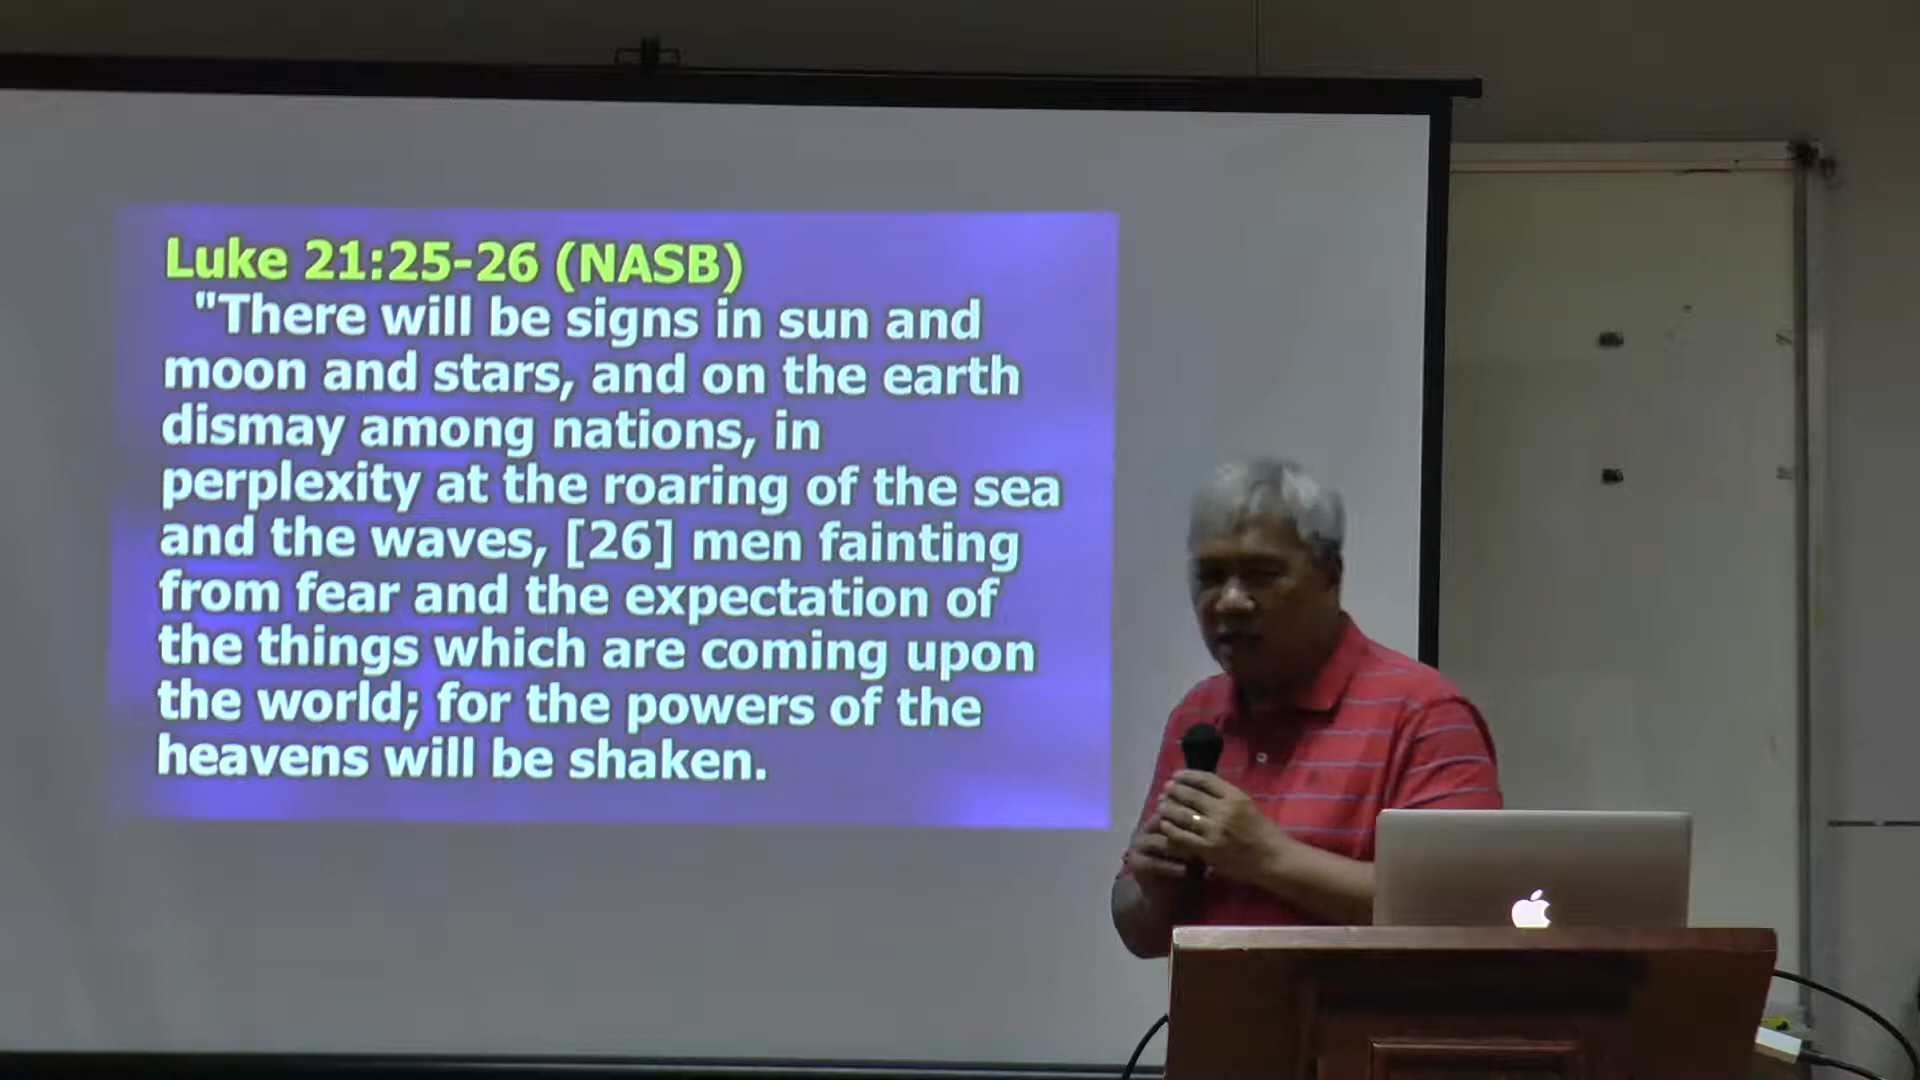 Luke 21:25-26 (NASB)
"There will be signs in sun and
moon and stars, and on the earth
dismay among nations, in
perplexity at the roaring of the sea
and the waves, [26] men fainting
from fear and the expectation of
the things which are coming upon
the world; for the powers of the
heavens will be shaken.